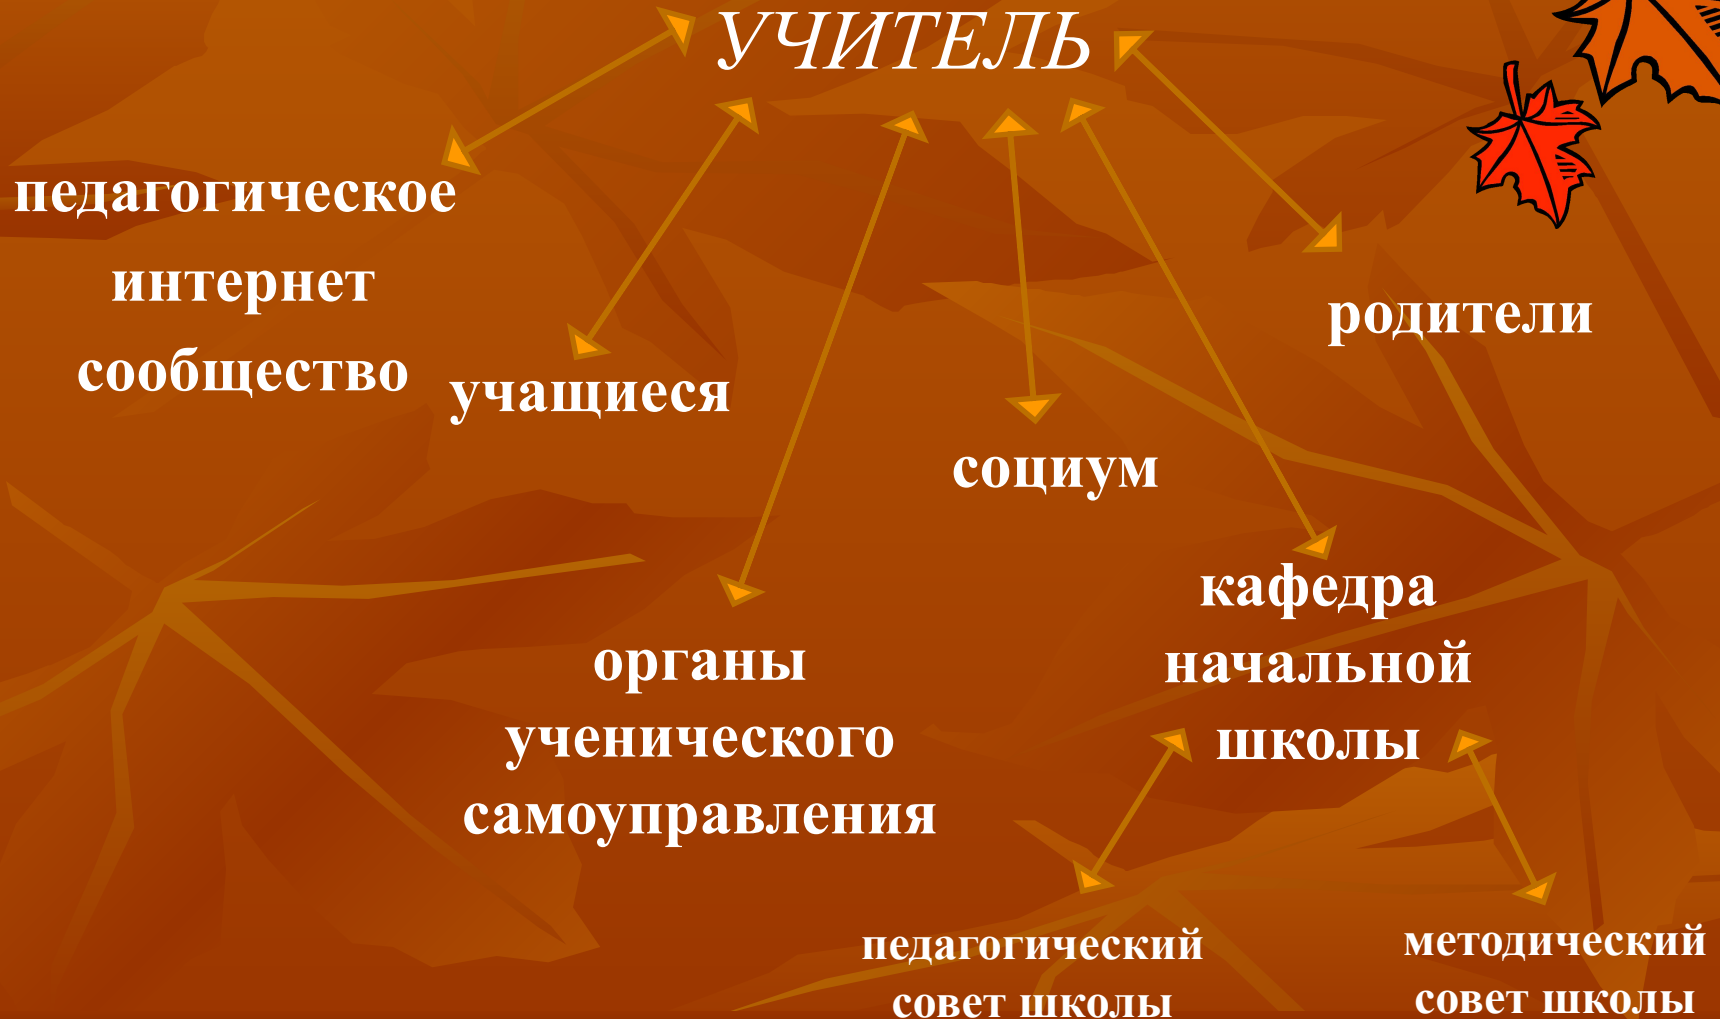 УЧИТЕЛЬ
педагогическое
интернет
сообщество
учащиеся
родители
социум
органы
ученического
самоуправления
кафедра
начальной
школы
педагогический
совет школы
методический
совет школы